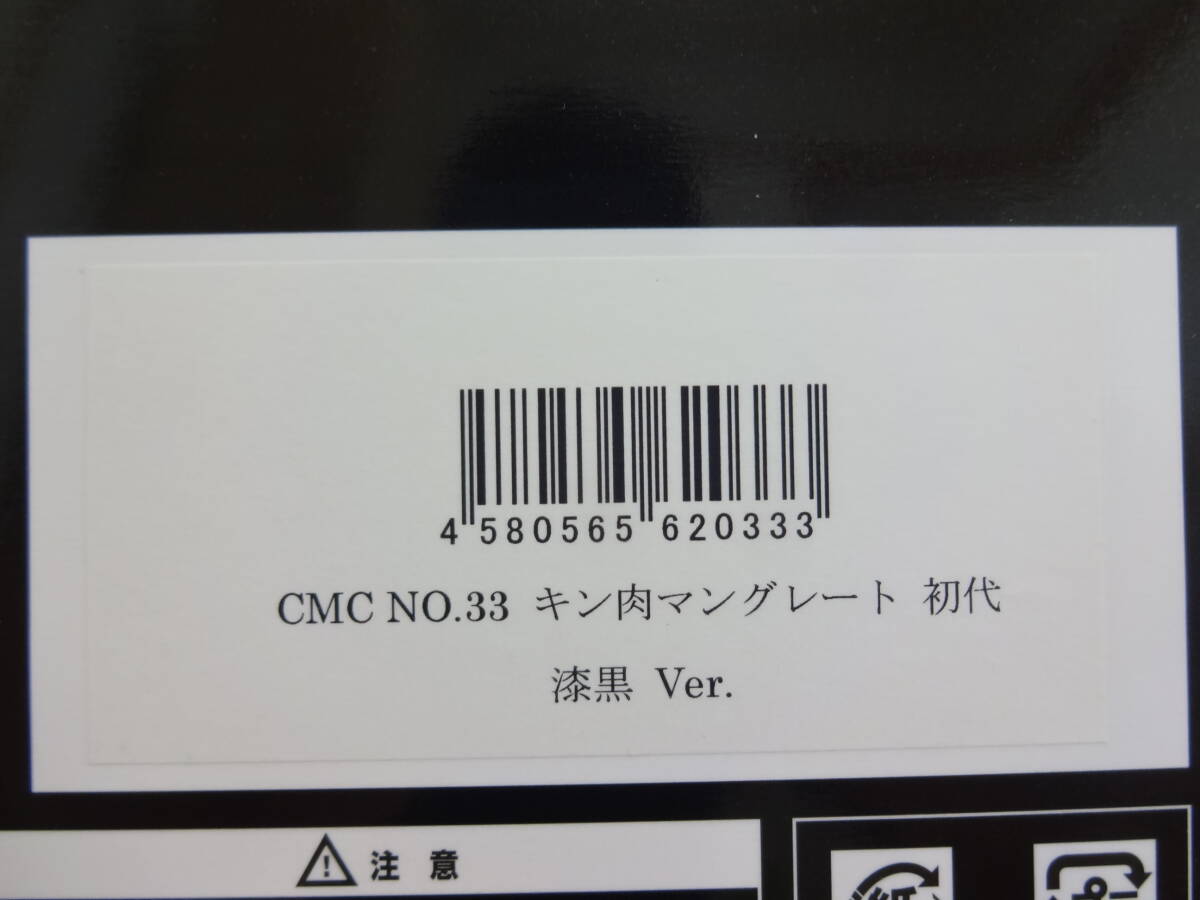 4 580565 620333
CMC NO.33 キン肉マングレート 初代
漆黒 Ver.
注 意